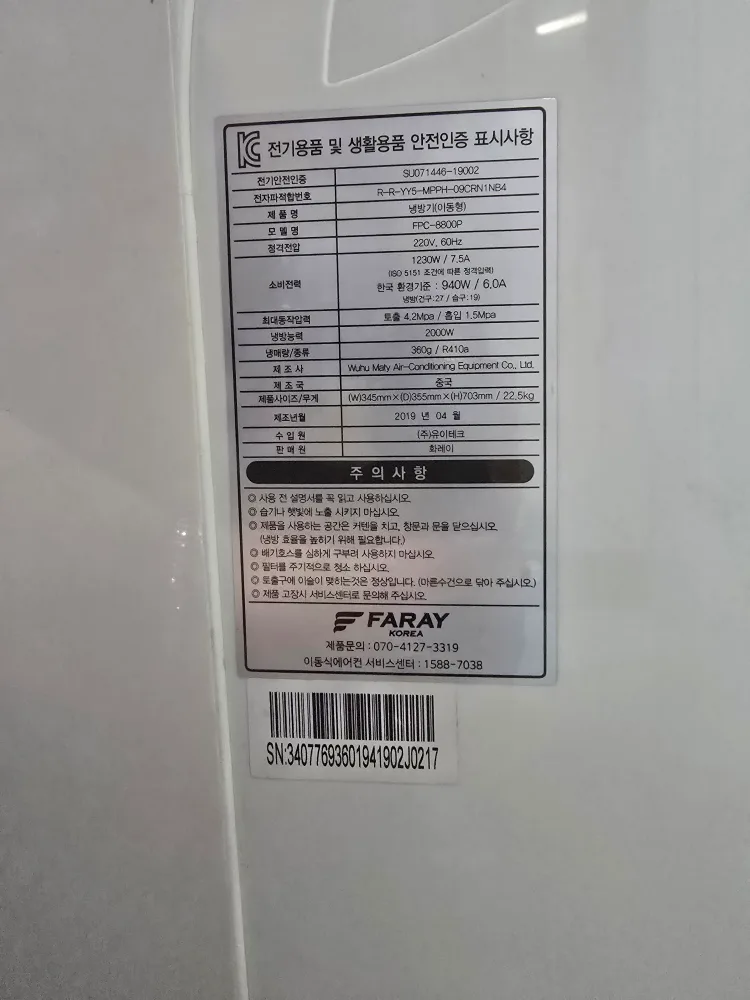 KC 전기용품 및 생활용품 안전인증 표시사항
전기안전인증 SU071446-19002
전자파적합번호 R-R-YY5-MPPH-09CRN1NB4
제 품 명 냉방기(이동형)
모 델 명 FPC-8800P
정격전압 220V, 60Hz
소비전력 1230W / 7.5A
(ISO 5151 조건에 따른 정격입력)
한국 환경기준 : 940W / 6.0A
냉방(건구:27 / 습구:19)
최대동작압력 토출 4.2Mpa / 흡입 1.5Mpa
냉방능력 2000W
냉매량/종류 360g / R410a
제 조 사 Wuhu Maty Air-Conditioning Equipment Co., Ltd.
제 조 국 중국
제품사이즈/무게 (W)345mm×(D)355mm×(H)703mm / 22.5kg
제조년월 2019 년 04 월
수 입 원 (주)유이테크
판 매 원 화레이
주 의 사 항
◎ 사용 전 설명서를 꼭 읽고 사용하십시오.
◎ 습기나 햇빛에 노출 시키지 마십시오.
◎ 제품을 사용하는 공간은 커텐을 치고, 창문과 문을 닫으십시오.
(냉방 효율을 높히기 위해 필요합니다.)
◎ 배기호스를 심하게 구부려 사용하지 마십시오.
◎ 필터를 주기적으로 청소 하십시오.
◎ 토출구에 이슬이 맺히는것은 정상입니다. (마른수건으로 닦아 주십시오.)
◎ 제품 고장시 서비스센터로 문의해 주십시오.
FARAY
KOREA
제품문의 : 070-4127-3319
이동식에어컨 서비스센터 : 1588-7038
SN:34077693601941902J0217